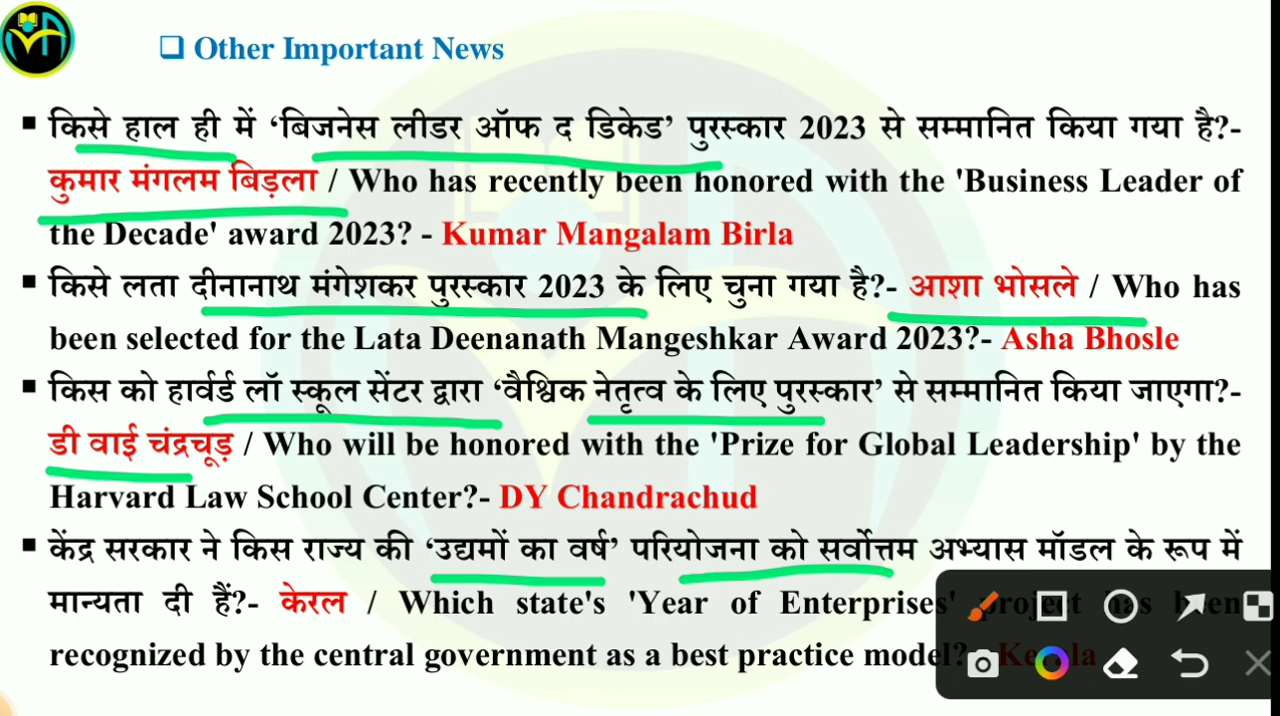 Other Important News
किसे हाल ही में ‘बिजनेस लीडर ऑफ द डिकेड’ पुरस्कार 2023 से सम्मानित किया गया है?-
कुमार मंगलम बिड़ला / Who has recently been honored with the 'Business Leader of
the Decade' award 2023? - Kumar Mangalam Birla
किसे लता दीनानाथ मंगेशकर पुरस्कार 2023 के लिए चुना गया है?- आशा भोसले / Who has
been selected for the Lata Deenanath Mangeshkar Award 2023?- Asha Bhosle
किस को हार्वर्ड लॉ स्कूल सेंटर द्वारा ‘वैश्विक नेतृत्व के लिए पुरस्कार’ से सम्मानित किया जाएगा?-
डी वाई चंद्रचूड़ / Who will be honored with the 'Prize for Global Leadership' by the
Harvard Law School Center?- DY Chandrachud
केंद्र सरकार ने किस राज्य की ‘उद्यमों का वर्ष’ परियोजना को सर्वोत्तम अभ्यास मॉडल के रूप में
मान्यता दी हैं?- केरल / Which state's 'Year of Enterprises' project has been
recognized by the central government as a best practice model?- Kerala